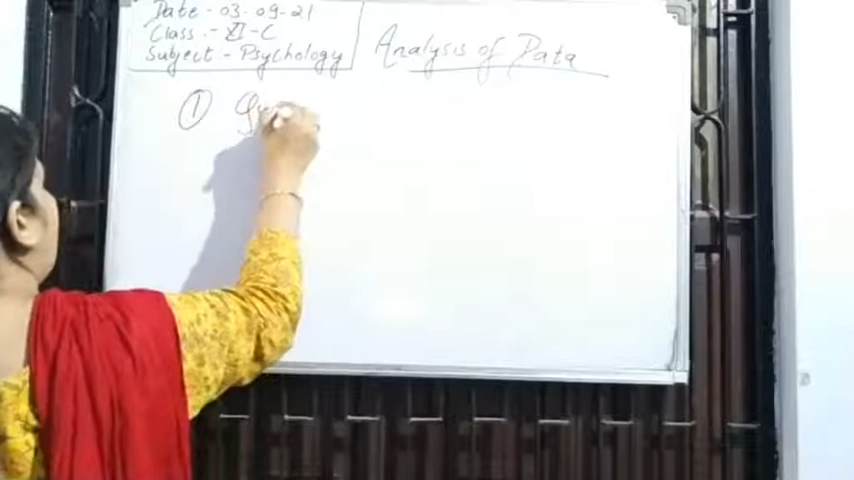 Date - 03-09-21
Class - XI-C
Subject - Psychology
Analysis of Data
①